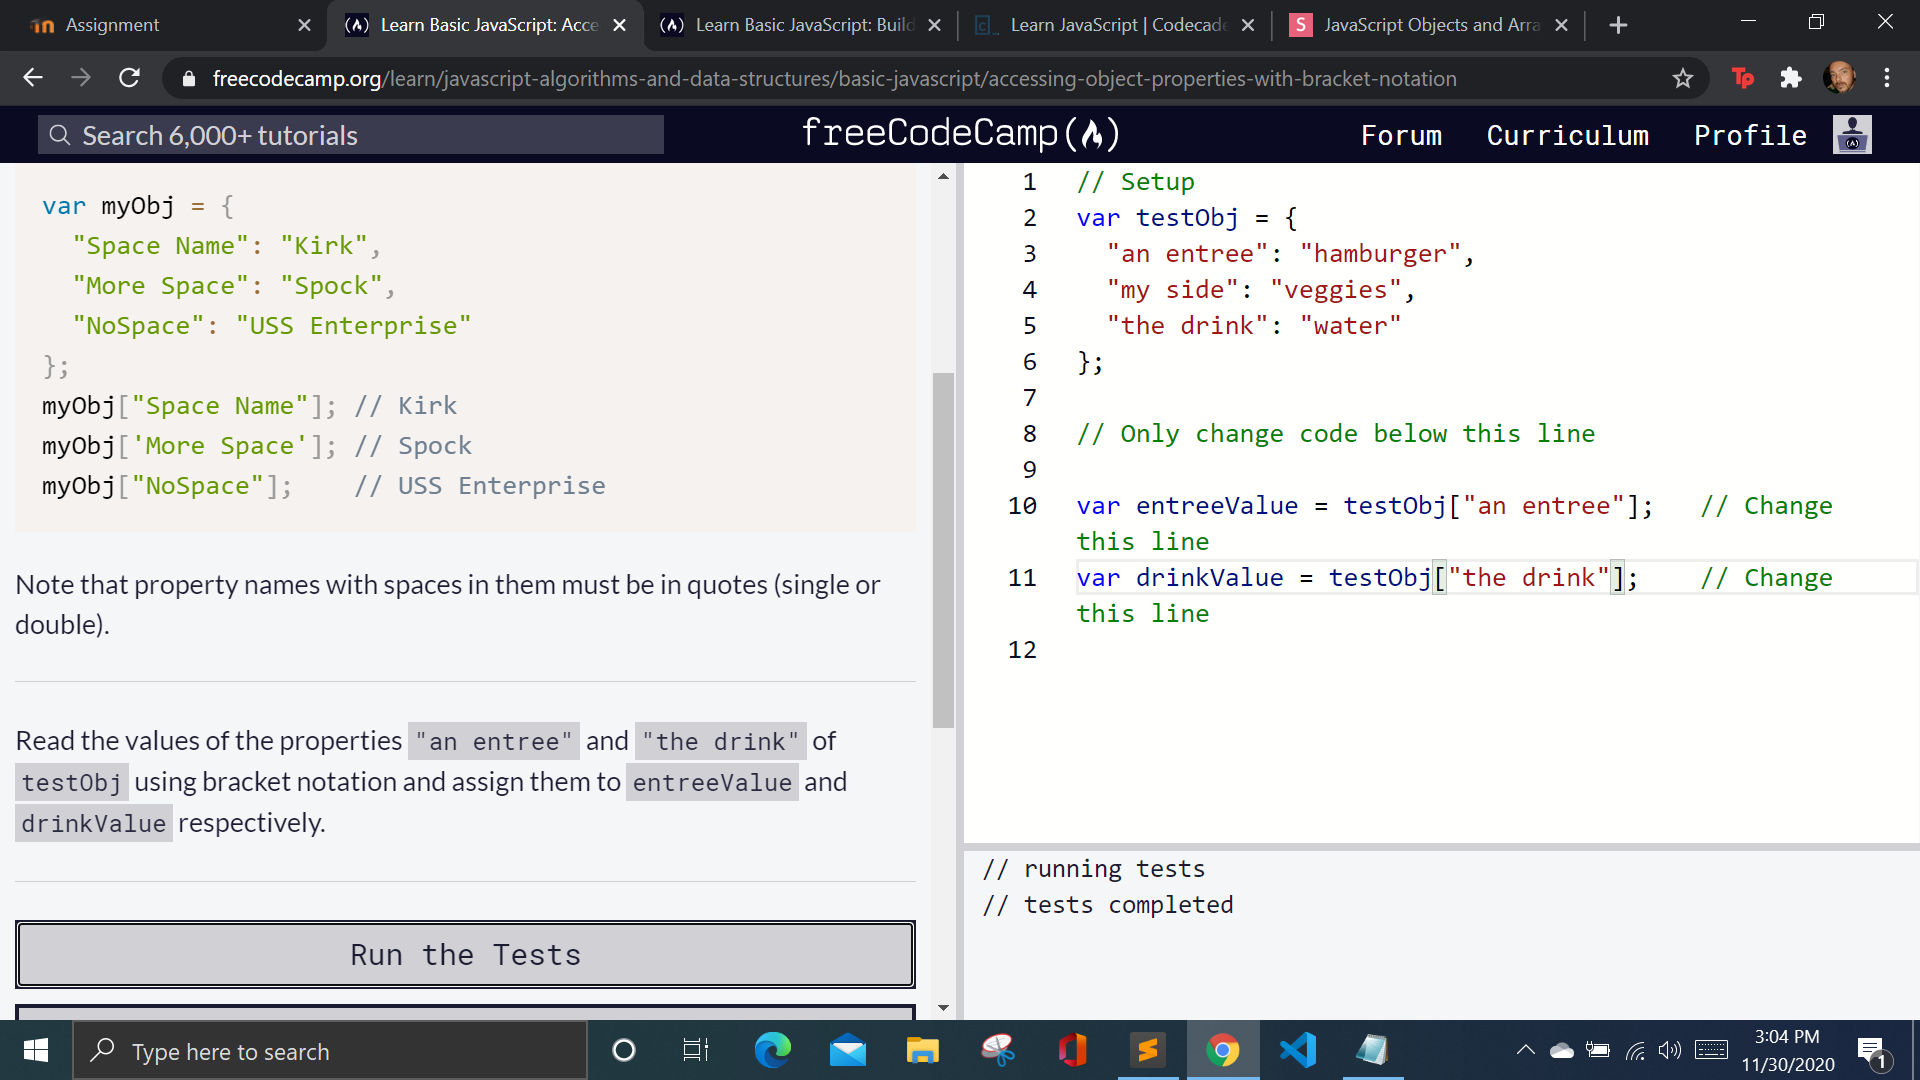 Assignment
Learn Basic JavaScript: Acce
Learn Basic JavaScript: Build
Learn JavaScript | Codecade
JavaScript Objects and Arra
freecodecamp.org/learn/javascript-algorithms-and-data-structures/basic-javascript/accessing-object-properties-with-bracket-notation
Search 6,000+ tutorials
freeCodeCamp
Forum
Curriculum
Profile
var myObj = {
"Space Name": "Kirk",
"More Space": "Spock",
"NoSpace": "USS Enterprise"
};
myObj["Space Name"]; // Kirk
myObj['More Space']; // Spock
myObj["NoSpace"]; // USS Enterprise
Note that property names with spaces in them must be in quotes (single or
double).
Read the values of the properties "an entree" and "the drink" of
testObj using bracket notation and assign them to entreeValue and
drinkValue respectively.
Run the Tests
1 // Setup
2 var testObj = {
3 "an entree": "hamburger",
4 "my side": "veggies",
5 "the drink": "water"
6 };
7
8 // Only change code below this line
9
10 var entreeValue = testObj["an entree"]; // Change
this line
11 var drinkValue = testObj["the drink"]; // Change
this line
12
// running tests
// tests completed
Type here to search
3:04 PM
11/30/2020
1